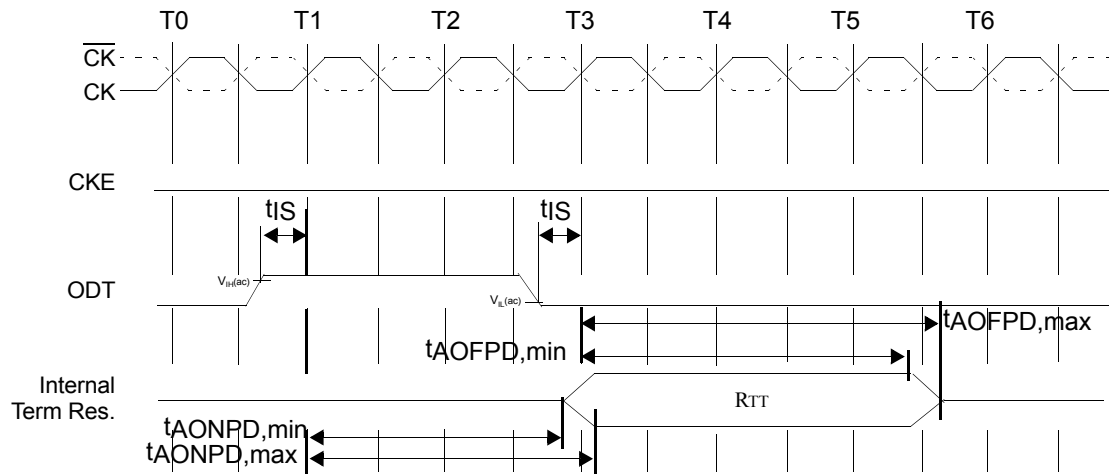 T0 T1 T2 T3 T4 T5 T6
CK
CK
CKE
tIS tIS
VIH(ac)
ODT
VIL(ac)
tAOFPD,max
tAOFPD,min
Internal
Term Res.
RTT
tAONPD,min
tAONPD,max